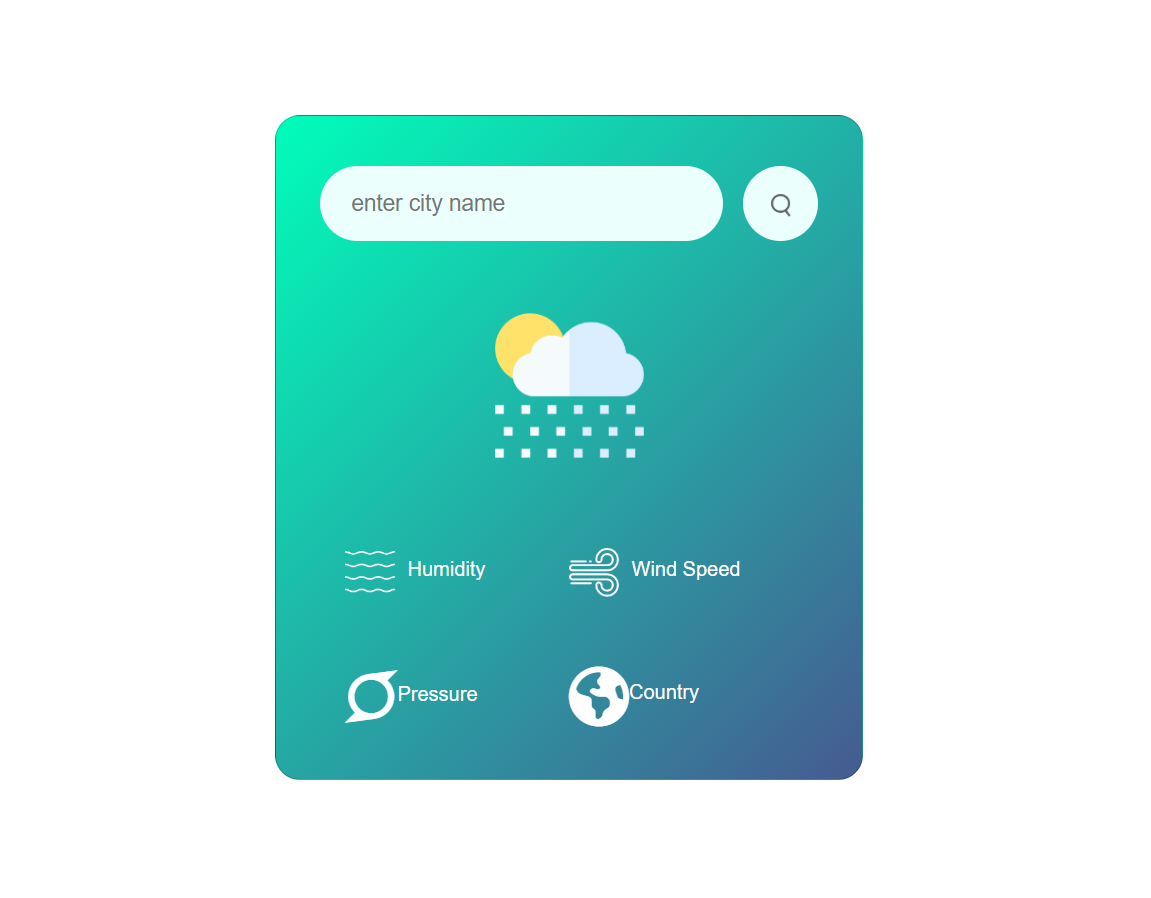 enter city name
Humidity
Wind Speed
Pressure
Country